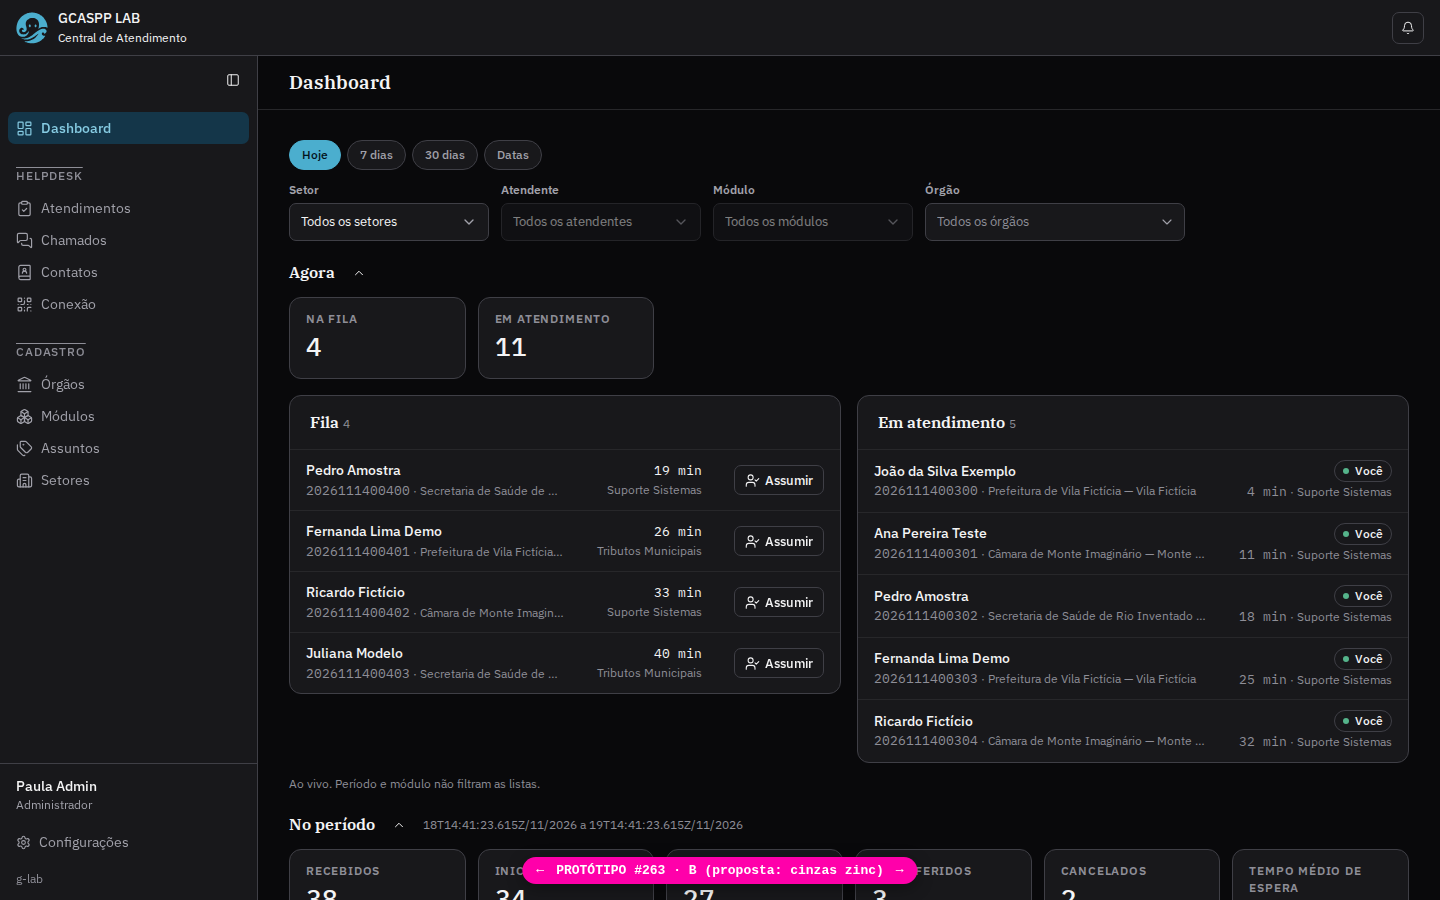 GCASPP LAB
Central de Atendimento
Dashboard
HELPDESK
Atendimentos
Chamados
Contatos
Conexão
CADASTRO
Órgãos
Módulos
Assuntos
Setores
Paula Admin
Administrador
Configurações
g-lab
Dashboard
Hoje 7 dias 30 dias Datas
Setor Atendente Módulo Órgão
Todos os setores Todos os atendentes Todos os módulos Todos os órgãos
Agora
NA FILA
4
EM ATENDIMENTO
11
Fila 4
Pedro Amostra 19 min
2026111400400 · Secretaria de Saúde de ... Suporte Sistemas
Assumir
Fernanda Lima Demo 26 min
2026111400401 · Prefeitura de Vila Fictícia... Tributos Municipais
Assumir
Ricardo Fictício 33 min
2026111400402 · Câmara de Monte Imagin... Suporte Sistemas
Assumir
Juliana Modelo 40 min
2026111400403 · Secretaria de Saúde de ... Tributos Municipais
Assumir
Em atendimento 5
João da Silva Exemplo Você
2026111400300 · Prefeitura de Vila Fictícia — Vila Fictícia 4 min · Suporte Sistemas
Ana Pereira Teste Você
2026111400301 · Câmara de Monte Imaginário — Monte ... 11 min · Suporte Sistemas
Pedro Amostra Você
2026111400302 · Secretaria de Saúde de Rio Inventado ... 18 min · Suporte Sistemas
Fernanda Lima Demo Você
2026111400303 · Prefeitura de Vila Fictícia — Vila Fictícia 25 min · Suporte Sistemas
Ricardo Fictício Você
2026111400304 · Câmara de Monte Imaginário — Monte ... 32 min · Suporte Sistemas
Ao vivo. Período e módulo não filtram as listas.
No período 18T14:41:23.615Z/11/2026 a 19T14:41:23.615Z/11/2026
RECEBIDOS
38
34
27
3
CANCELADOS
2
TEMPO MÉDIO DE
ESPERA
← PROTÓTIPO #263 · B (proposta: cinzas zinc) →